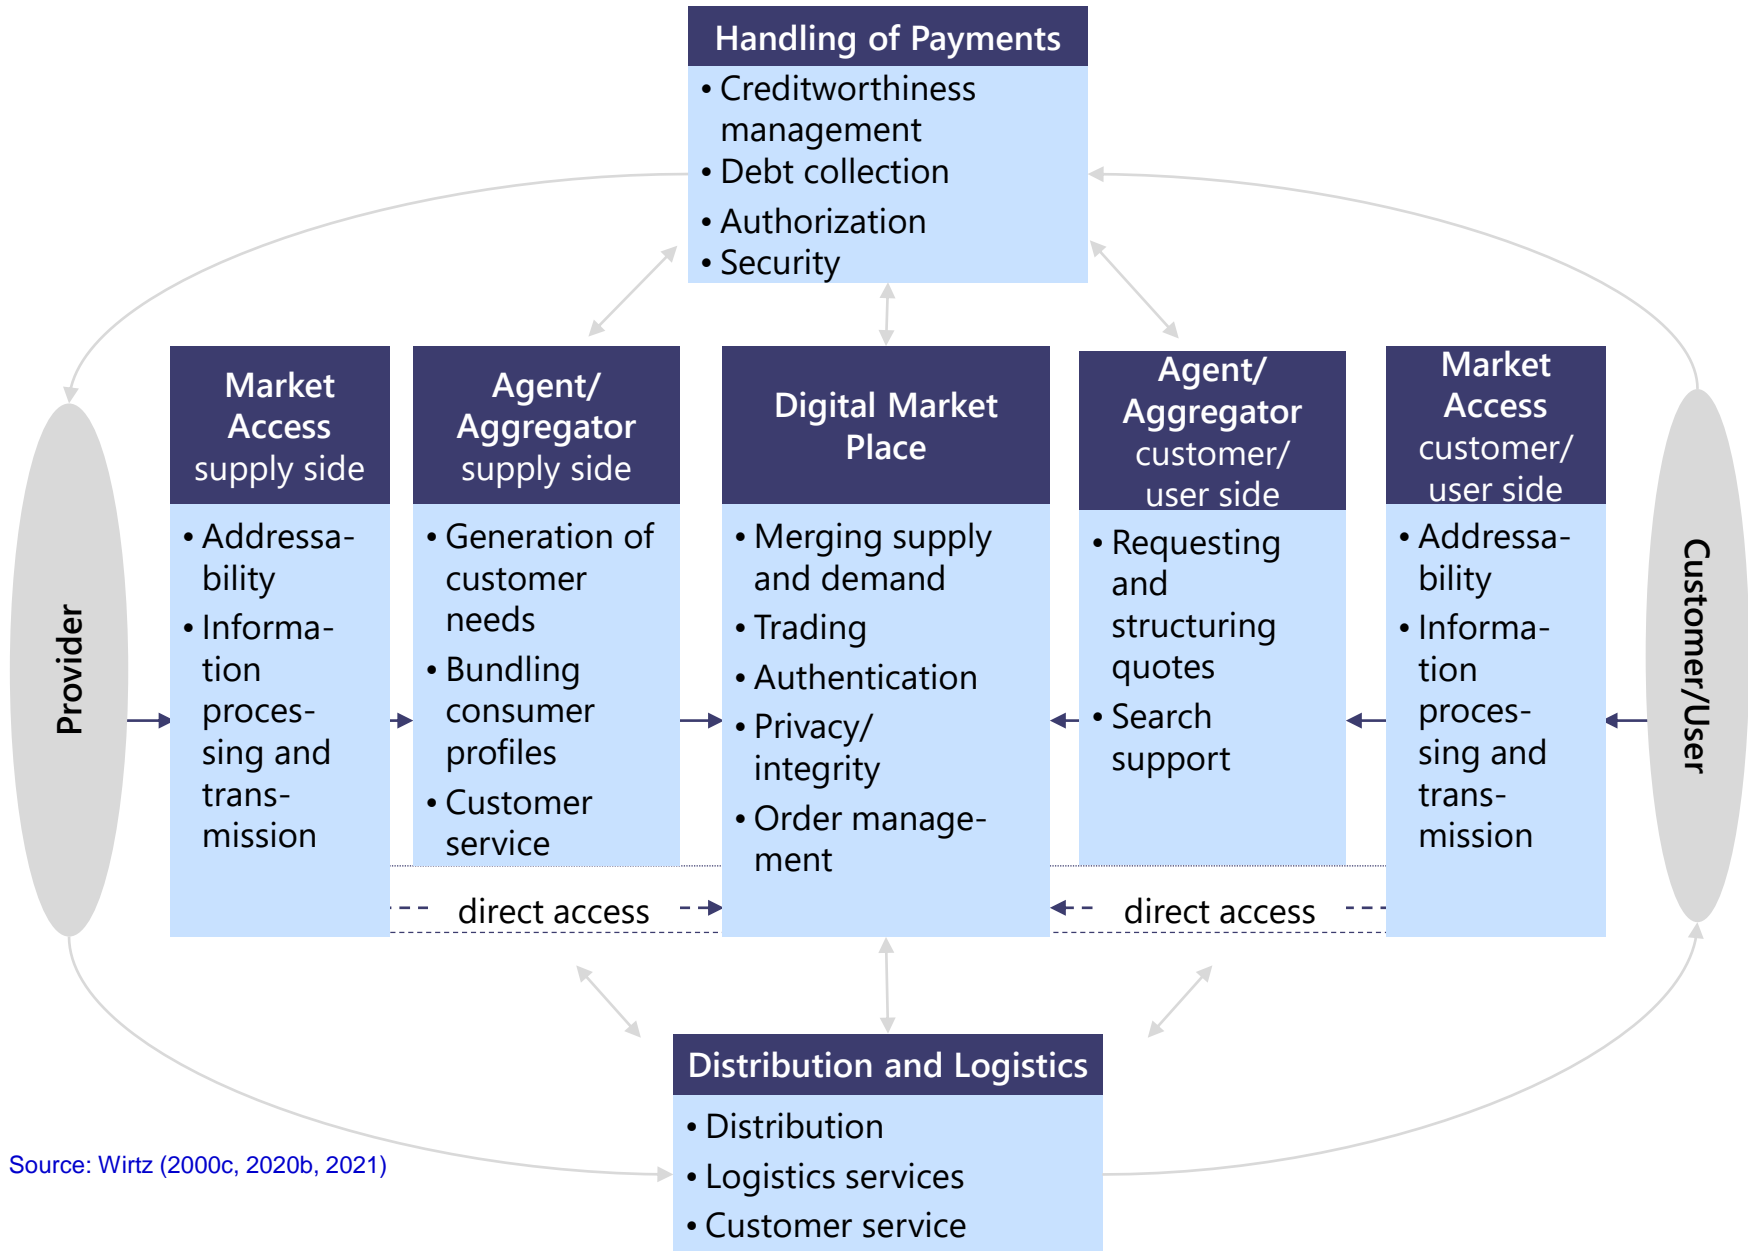 Handling of Payments
• Creditworthiness
management
• Debt collection
• Authorization
• Security
Provider
Market
Access
supply side
• Addressa-
bility
• Informa-
tion
proces-
sing and
trans-
mission
Agent/
Aggregator
supply side
• Generation of
customer
needs
• Bundling
consumer
profiles
• Customer
service
Digital Market
Place
• Merging supply
and demand
• Trading
• Authentication
• Privacy/
integrity
• Order manage-
ment
Agent/
Aggregator
customer/
user side
• Requesting
and
structuring
quotes
• Search
support
Market
Access
customer/
user side
• Addressa-
bility
• Informa-
tion
proces-
sing and
trans-
mission
Customer/User
direct access
direct access
Distribution and Logistics
• Distribution
• Logistics services
• Customer service
Source: Wirtz (2000c, 2020b, 2021)